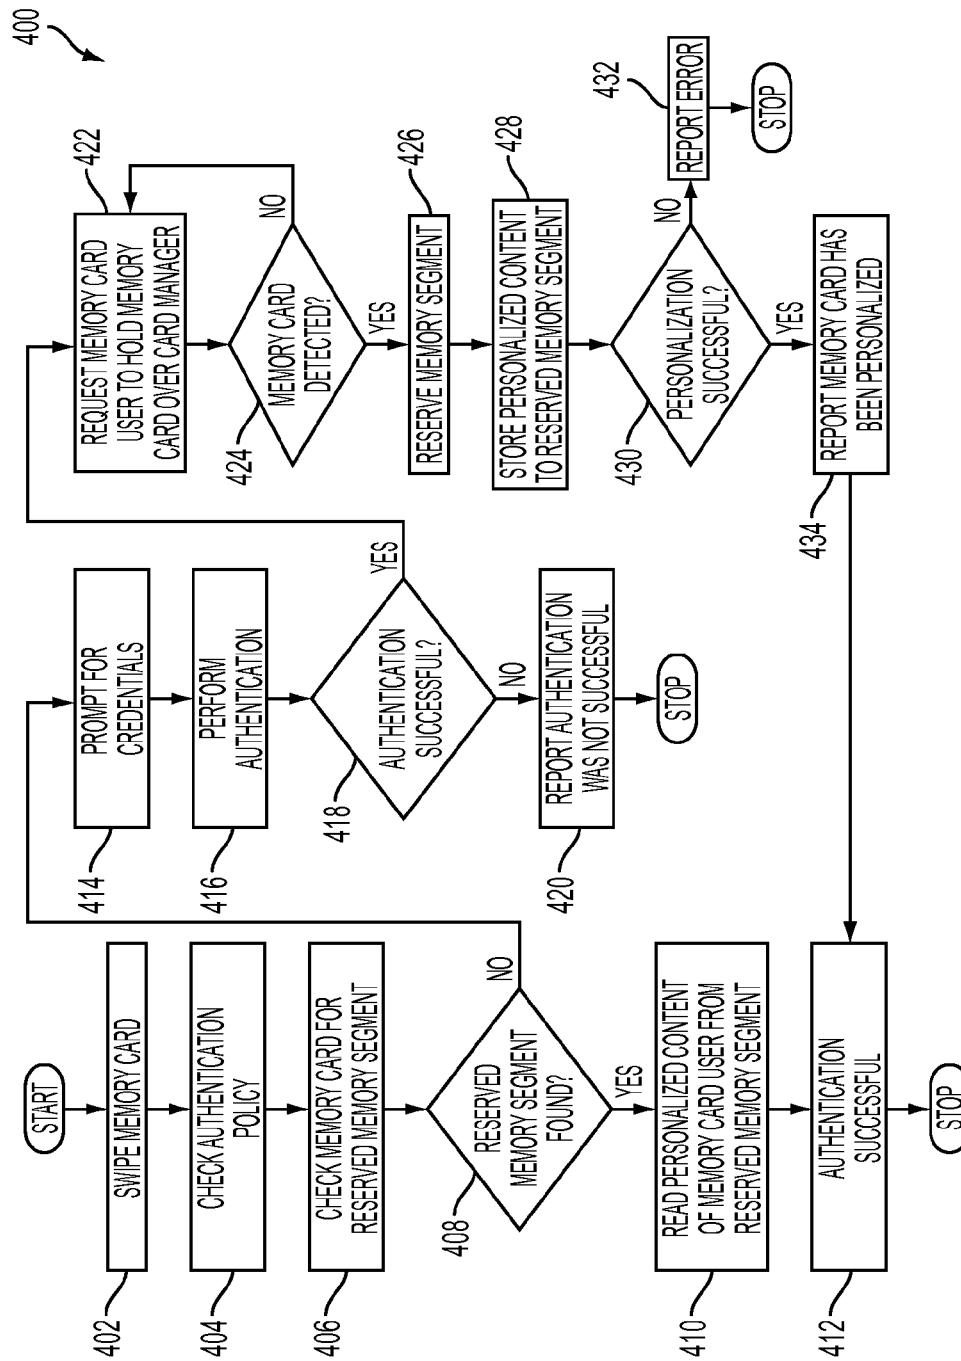 400
START
402
SWIPE MEMORY CARD
404
CHECK AUTHENTICATION
POLICY
406
CHECK MEMORY CARD FOR
RESERVED MEMORY SEGMENT
408
RESERVED
MEMORY SEGMENT
FOUND?
NO
YES
410
READ PERSONALIZED CONTENT
OF MEMORY CARD USER FROM
RESERVED MEMORY SEGMENT
412
AUTHENTICATION
SUCCESSFUL
STOP
414
PROMPT FOR
CREDENTIALS
416
PERFORM
AUTHENTICATION
418
AUTHENTICATION
SUCCESSFUL?
YES
NO
420
REPORT AUTHENTICATION
WAS NOT SUCCESSFUL
STOP
422
REQUEST MEMORY CARD
USER TO HOLD MEMORY
CARD OVER CARD MANAGER
424
MEMORY CARD
DETECTED?
NO
YES
426
RESERVE MEMORY SEGMENT
428
STORE PERSONALIZED CONTENT
TO RESERVED MEMORY SEGMENT
430
PERSONALIZATION
SUCCESSFUL?
NO
YES
432
REPORT ERROR
STOP
434
REPORT MEMORY CARD HAS
BEEN PERSONALIZED